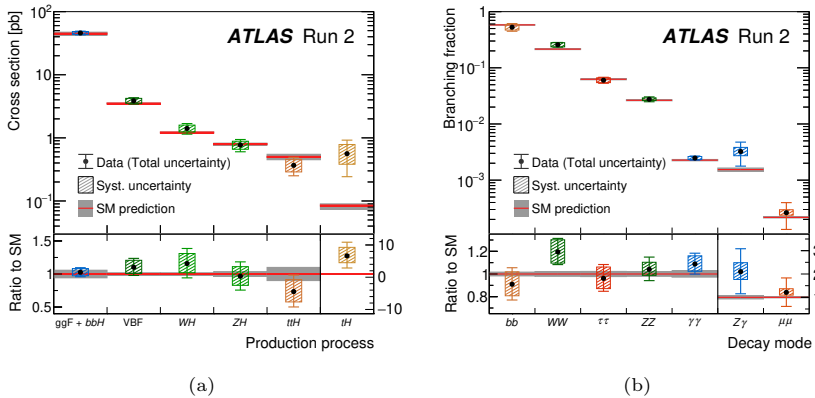 ATLAS Run 2
Cross section [pb]
10²
10
1
10⁻¹
Data (Total uncertainty)
Syst. uncertainty
SM prediction
Ratio to SM
1.5
1
0.5
10
0
−10
ggF + bbH VBF WH ZH ttH tH
Production process
(a)
ATLAS Run 2
Branching fraction
1
10⁻¹
10⁻²
10⁻³
Data (Total uncertainty)
Syst. uncertainty
SM prediction
Ratio to SM
1.2
1
0.8
3
2
1
bb WW ττ ZZ γγ Zγ μμ
Decay mode
(b)